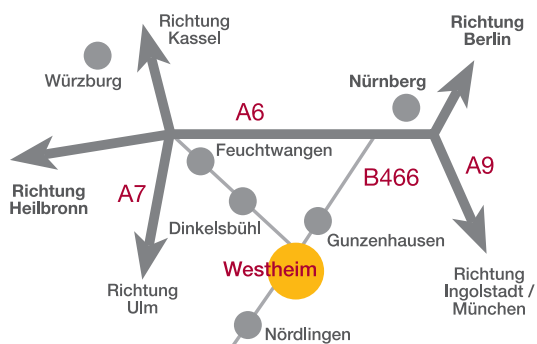 Richtung
Kassel
Richtung
Berlin
Würzburg
Nürnberg
A6
Feuchtwangen
B466
A9
Richtung
Heilbronn
A7
Dinkelsbühl
Gunzenhausen
Westheim
Richtung
Ulm
Richtung
Ingolstadt /
München
Nördlingen